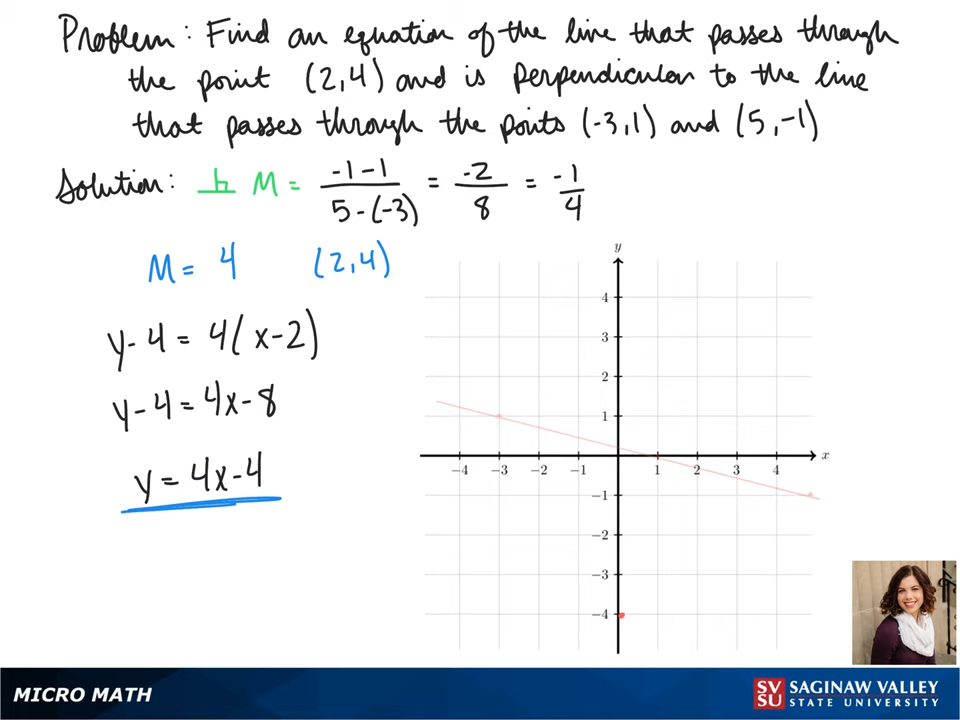 Problem: Find an equation of the line that passes through
the point (2,4) and is perpendicular to the line
that passes through the points (-3,1) and (5,-1)
Solution: ⊥ M = -1-1 / 5-(-3) = -2/8 = -1/4
M = 4 (2,4)
y-4 = 4(x-2)
y-4 = 4x-8
y = 4x-4
y
4
3
2
1
−4 −3 −2 −1 1 2 3 4 x
−1
−2
−3
−4
MICRO MATH
SV SU SAGINAW VALLEY
STATE UNIVERSITY